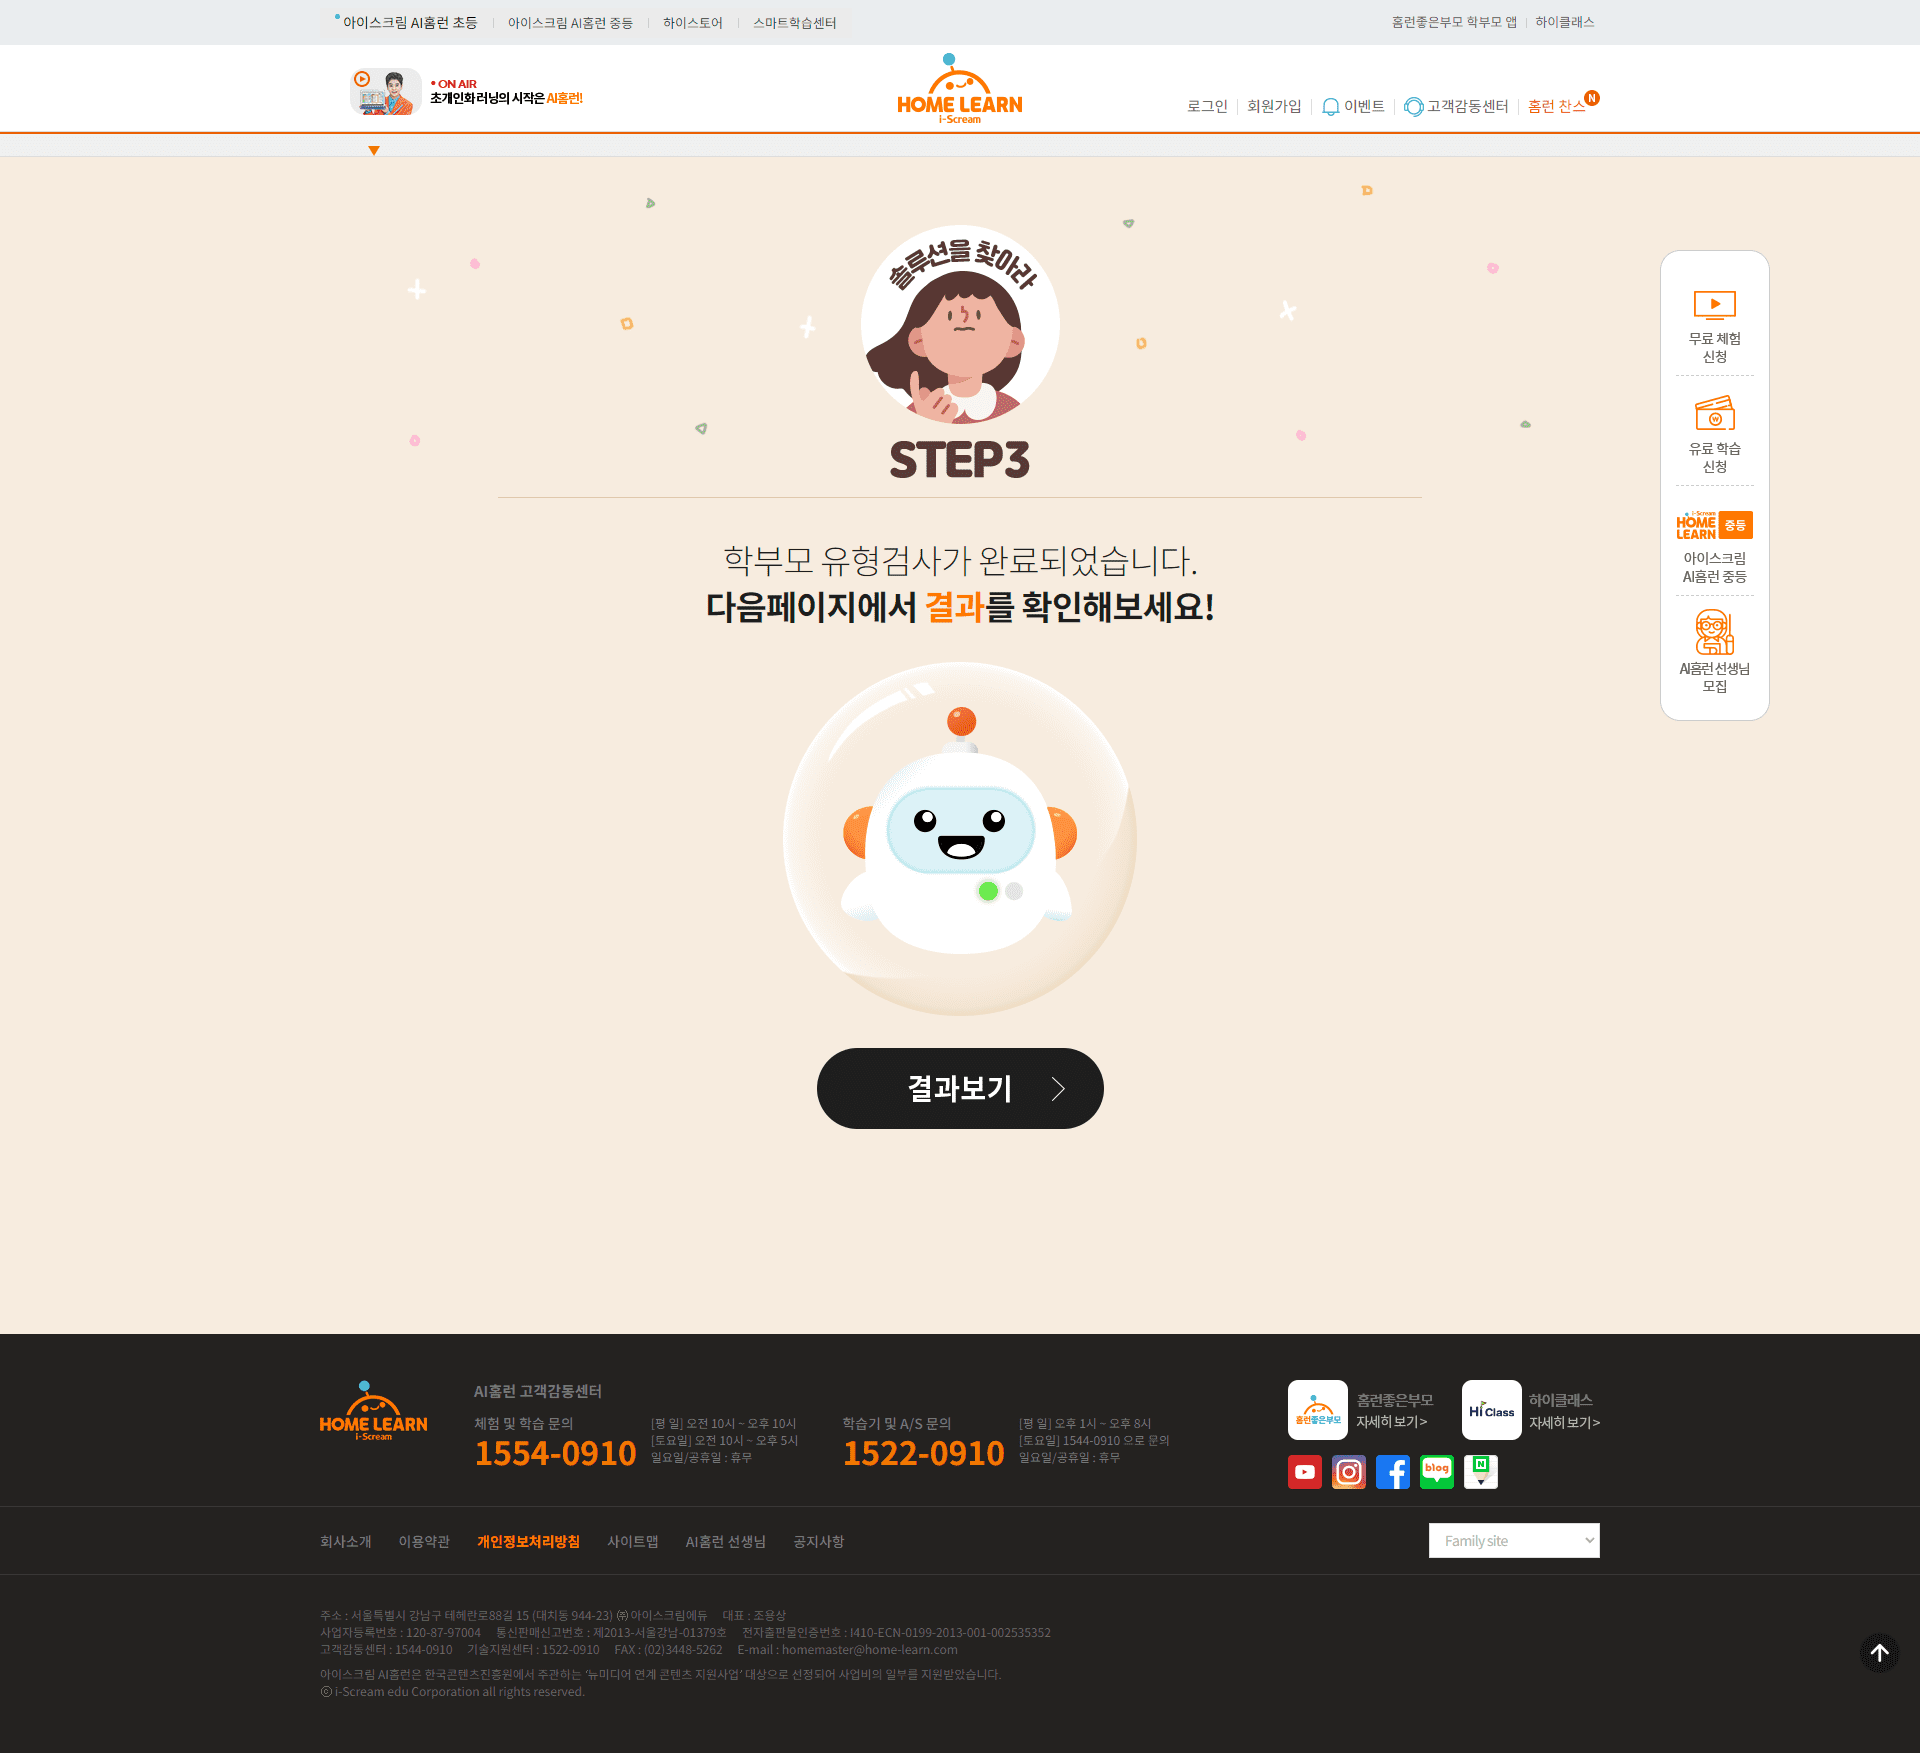 아이스크림 AI홈런 초등
아이스크림 AI홈런 중등
하이스토어
스마트학습센터
홈런좋은부모 학부모 앱
하이클래스
• ON AIR
초개인화 러닝의 시작은 AI홈런!
HOME LEARN
i-Scream
로그인
회원가입
이벤트
고객감동센터
홈런 찬스
N
솔루션을 찾아라
STEP3
학부모 유형검사가 완료되었습니다.
다음페이지에서 결과를 확인해보세요!
결과보기
무료 체험
신청
유료 학습
신청
i-Scream
HOME
LEARN 중등
아이스크림
AI홈런 중등
AI홈런 선생님
모집
HOME LEARN
i-Scream
AI홈런 고객감동센터
체험 및 학습 문의
1554-0910
[평 일] 오전 10시 ~ 오후 10시
[토요일] 오전 10시 ~ 오후 5시
일요일/공휴일 : 휴무
학습기 및 A/S 문의
1522-0910
[평 일] 오후 1시 ~ 오후 8시
[토요일] 1544-0910 으로 문의
일요일/공휴일 : 휴무
홈런좋은부모
홈런좋은부모
자세히 보기 >
Hi Class
하이클래스
자세히 보기 >
blog
N
회사소개
이용약관
개인정보처리방침
사이트맵
AI홈런 선생님
공지사항
Family site
주소 : 서울특별시 강남구 테헤란로88길 15 (대치동 944-23) ㈜ 아이스크림에듀 대표 : 조용상
사업자등록번호 : 120-87-97004 통신판매신고번호 : 제2013-서울강남-01379호 전자출판물인증번호 : I410-ECN-0199-2013-001-002535352
고객감동센터 : 1544-0910 기술지원센터 : 1522-0910 FAX : (02)3448-5262 E-mail : homemaster@home-learn.com
아이스크림 AI홈런은 한국콘텐츠진흥원에서 주관하는 '뉴미디어 연계 콘텐츠 지원사업' 대상으로 선정되어 사업비의 일부를 지원받았습니다.
ⓒ i-Scream edu Corporation all rights reserved.